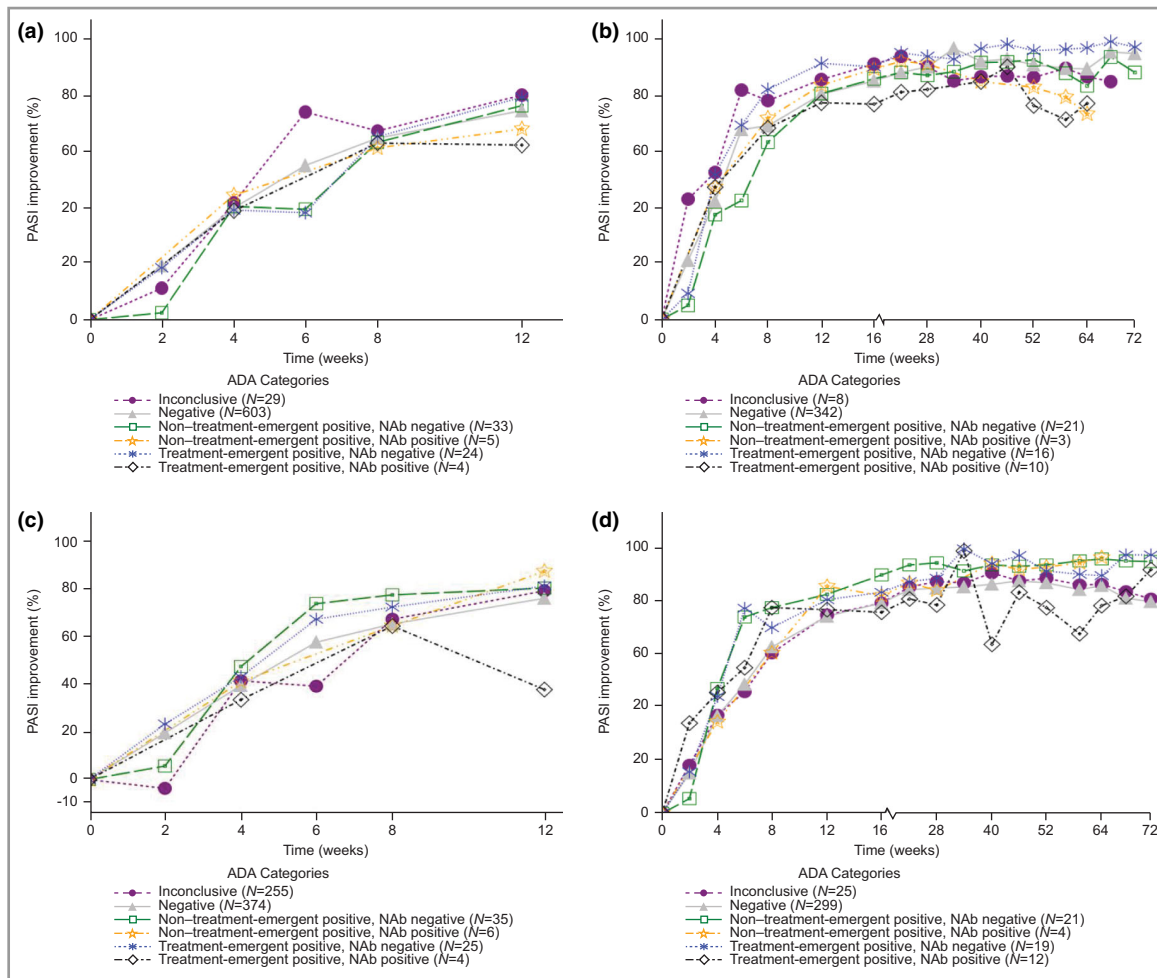 (a)
100
80
60
20
20
0
PASI improvement (%)
0 2 4 6 8 12
Time (weeks)
ADA Categories
Inconclusive (N=29)
Negative (N=603)
Non–treatment-emergent positive, NAb negative (N=33)
Non–treatment-emergent positive, NAb positive (N=5)
Treatment-emergent positive, NAb negative (N=24)
Treatment-emergent positive, NAb positive (N=4)
(b)
100
80
60
20
20
0
PASI improvement (%)
0 4 8 12 16 28 40 52 64 72
Time (weeks)
ADA Categories
Inconclusive (N=8)
Negative (N=342)
Non–treatment-emergent positive, NAb negative (N=21)
Non–treatment-emergent positive, NAb positive (N=3)
Treatment-emergent positive, NAb negative (N=16)
Treatment-emergent positive, NAb positive (N=10)
(c)
100
80
60
40
20
0
-10
PASI improvement (%)
0 2 4 6 8 12
Time (weeks)
ADA Categories
Inconclusive (N=255)
Negative (N=374)
Non–treatment-emergent positive, NAb negative (N=35)
Non–treatment-emergent positive, NAb positive (N=6)
Treatment-emergent positive, NAb negative (N=25)
Treatment-emergent positive, NAb positive (N=4)
(d)
100
80
60
20
20
0
PASI improvement (%)
0 4 8 12 16 28 40 52 64 72
Time (weeks)
ADA Categories
Inconclusive (N=25)
Negative (N=299)
Non–treatment-emergent positive, NAb negative (N=21)
Non–treatment-emergent positive, NAb positive (N=4)
Treatment-emergent positive, NAb negative (N=19)
Treatment-emergent positive, NAb positive (N=12)